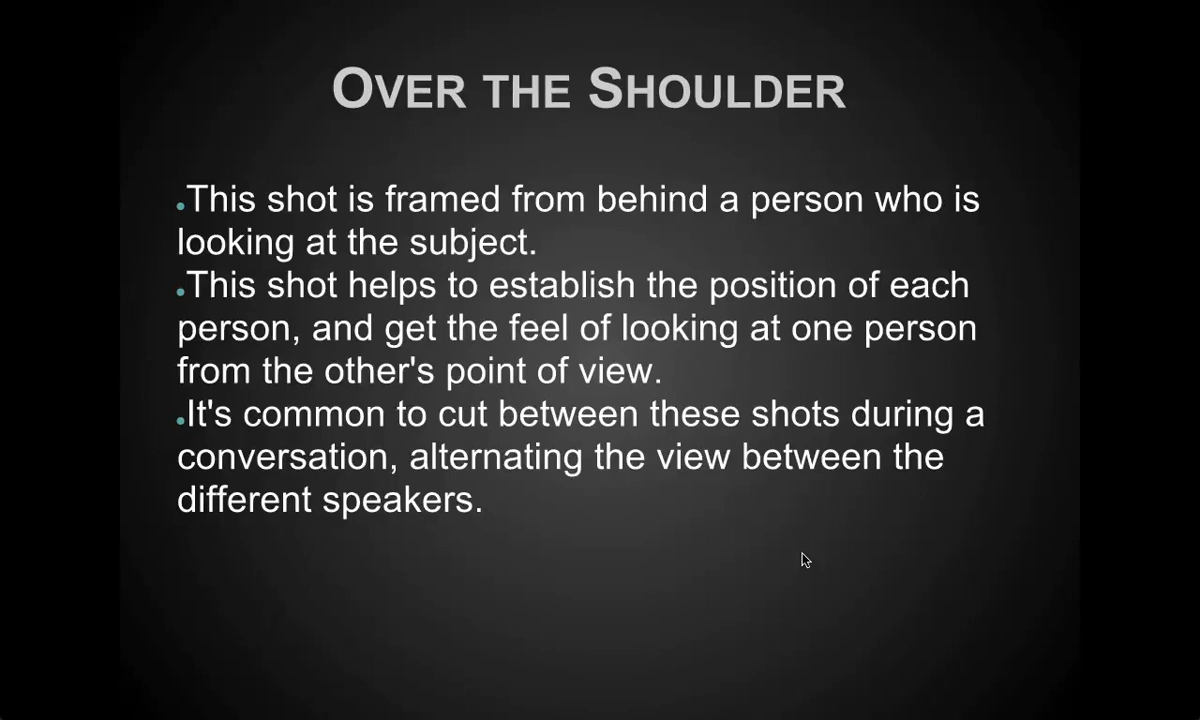 OVER THE SHOULDER
•This shot is framed from behind a person who is
looking at the subject.
•This shot helps to establish the position of each
person, and get the feel of looking at one person
from the other's point of view.
•It's common to cut between these shots during a
conversation, alternating the view between the
different speakers.